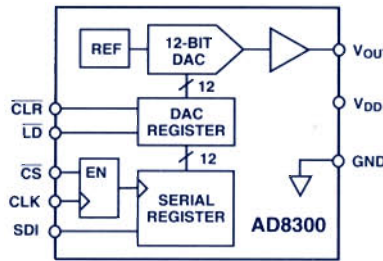 REF
12-BIT
DAC
VOUT
12
VDD
CLR
DAC
REGISTER
LD
12
GND
CS
EN
CLK
SERIAL
REGISTER
SDI
AD8300